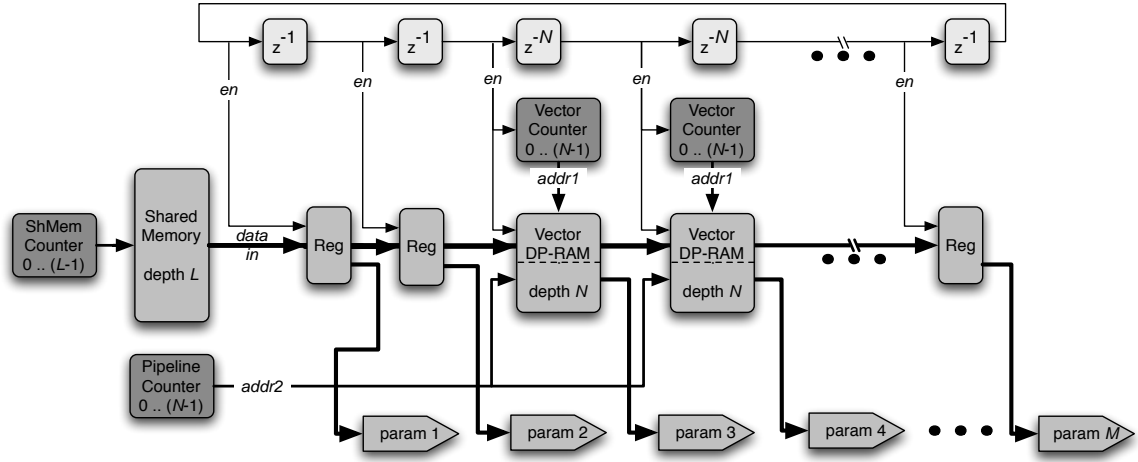 z-1
z-1
z-N
z-N
z-1
en
en
en
en
en
Vector
Counter
0 .. (N-1)
Vector
Counter
0 .. (N-1)
addr1
addr1
ShMem
Counter
0 .. (L-1)
Shared
Memory
depth L
data
in
Reg
Reg
Vector
DP-RAM
depth N
Vector
DP-RAM
depth N
Reg
Pipeline
Counter
0 .. (N-1)
addr2
param 1
param 2
param 3
param 4
param M